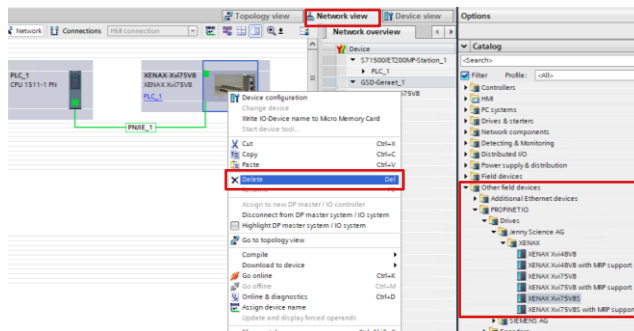 Topology view
Network view
Device view
Options
Network
Connections
HMI connection
Network overview
Device
S71500/ET200MP-Station_1
PLC_1
GSD-Geraet_1
PLC_1
CPU 1511-1 PN
XENAX-Xvi75V8
XENAX Xvi75V8
PLC_1
PN/IE_1
Device configuration
Change device
Write IO-Device name to Micro Memory Card
Start device tool...
Cut Ctrl+X
Copy Ctrl+C
Paste Ctrl+V
Delete Del
Assign to new DP master / IO controller
Disconnect from DP master system / IO system
Highlight DP master system / IO system
Go to topology view
Compile
Download to device
Go online Ctrl+K
Go offline Ctrl+M
Online & diagnostics Ctrl+D
Assign device name
Update and display forced operands
Catalog
<Search>
Filter Profile: <All>
Controllers
HMI
PC systems
Drives & starters
Network components
Detecting & Monitoring
Distributed I/O
Power supply & distribution
Field devices
Other field devices
Additional Ethernet devices
PROFINET IO
Drives
Jenny Science AG
XENAX
XENAX Xvi48V8
XENAX Xvi48V8 with MRP support
XENAX Xvi75V8
XENAX Xvi75V8 with MRP support
XENAX Xvi75V8S
XENAX Xvi75V8S with MRP support
SIEMENS AG